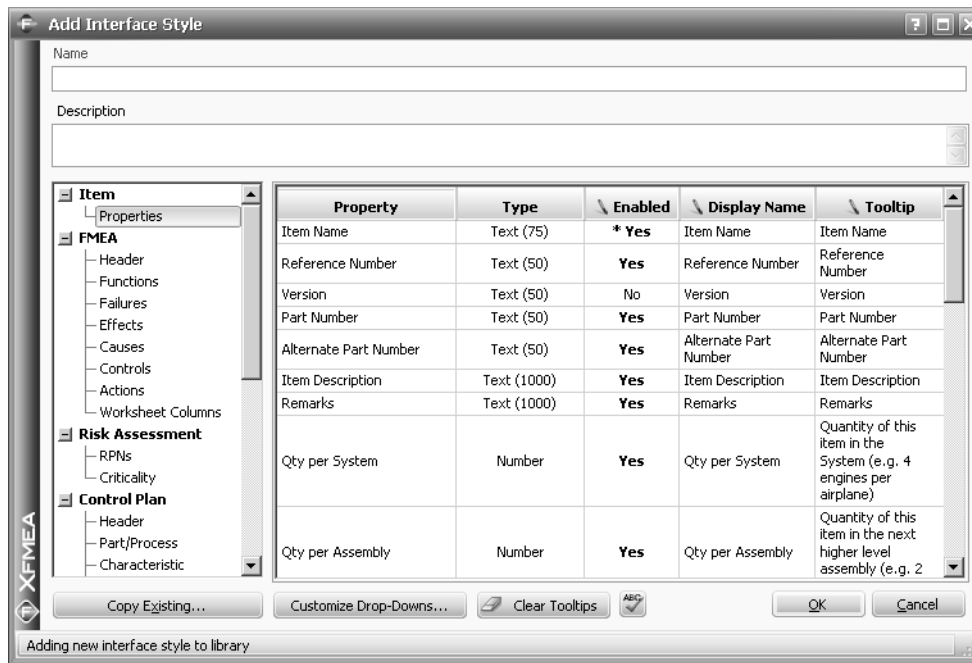 F Add Interface Style ?
Name
Description
Item
Properties
FMEA
Header
Functions
Failures
Effects
Causes
Controls
Actions
Worksheet Columns
Risk Assessment
RPNs
Criticality
Control Plan
Header
Part/Process
Characteristic
Property Type Enabled Display Name Tooltip
Item Name Text (75) * Yes Item Name Item Name
Reference Number Text (50) Yes Reference Number Reference
Number
Version Text (50) No Version Version
Part Number Text (50) Yes Part Number Part Number
Alternate Part Number Text (50) Yes Alternate Part
Number Alternate Part
Number
Item Description Text (1000) Yes Item Description Item Description
Remarks Text (1000) Yes Remarks Remarks
Qty per System Number Yes Qty per System Quantity of this
item in the
System (e.g. 4
engines per
airplane)
Qty per Assembly Number Yes Qty per Assembly Quantity of this
item in the next
higher level
assembly (e.g. 2
XFMEA
F
Copy Existing... Customize Drop-Downs... Clear Tooltips ABC OK Cancel
Adding new interface style to library